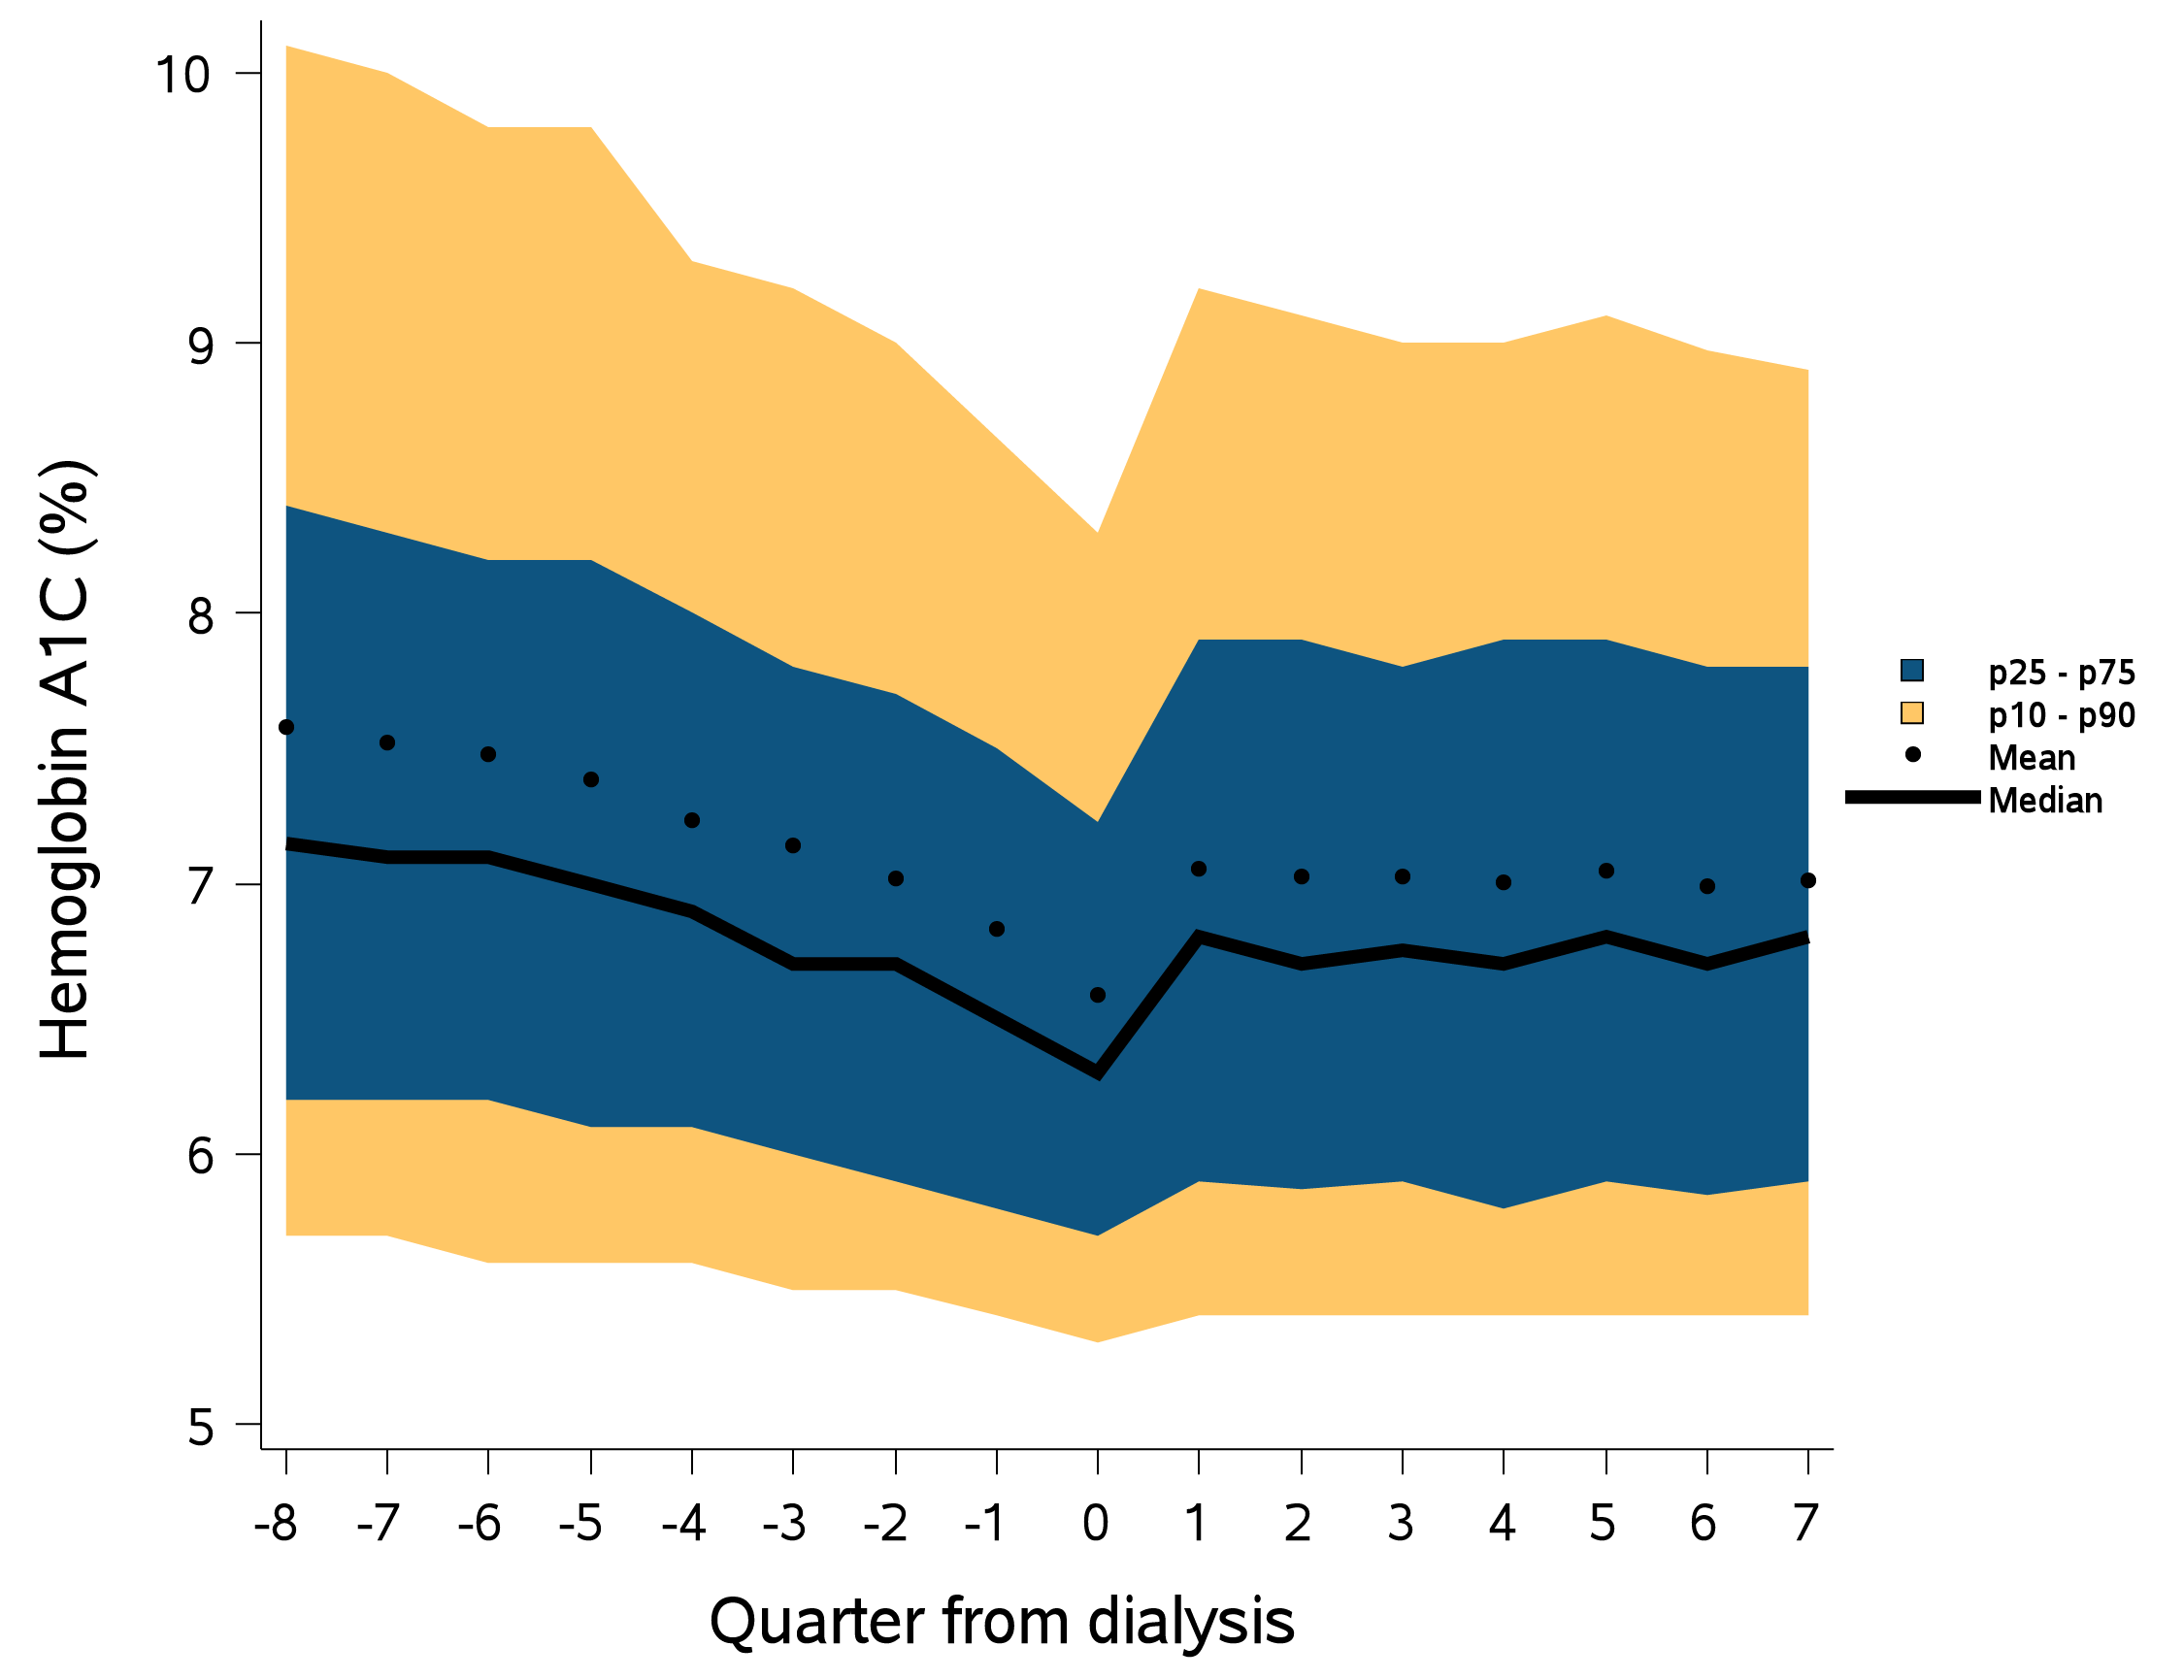 Hemoglobin A1C (%)
10
9
8
7
6
5
-8 -7 -6 -5 -4 -3 -2 -1 0 1 2 3 4 5 6 7
Quarter from dialysis
p25 - p75
p10 - p90
Mean
Median